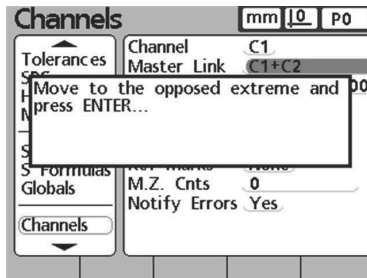 Channels
mm
P0
Tolerances
Channel C1
Master Link C1+C2
Move to the opposed extreme and
press ENTER...
Globals
M.Z. Cnts 0
Channels
Notify Errors Yes